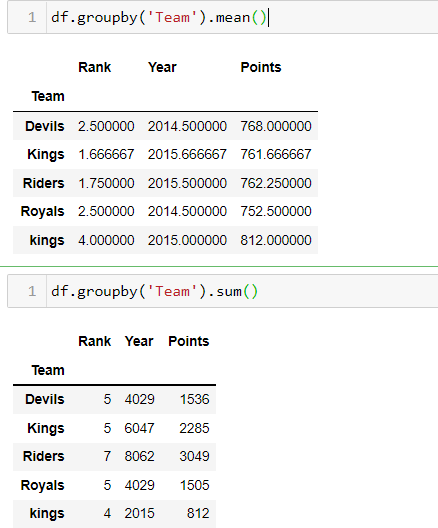 1 df.groupby('Team').mean()
Rank Year Points
Team
Devils 2.500000 2014.500000 768.000000
Kings 1.666667 2015.666667 761.666667
Riders 1.750000 2015.500000 762.250000
Royals 2.500000 2014.500000 752.500000
kings 4.000000 2015.000000 812.000000
1 df.groupby('Team').sum()
Rank Year Points
Team
Devils 5 4029 1536
Kings 5 6047 2285
Riders 7 8062 3049
Royals 5 4029 1505
kings 4 2015 812